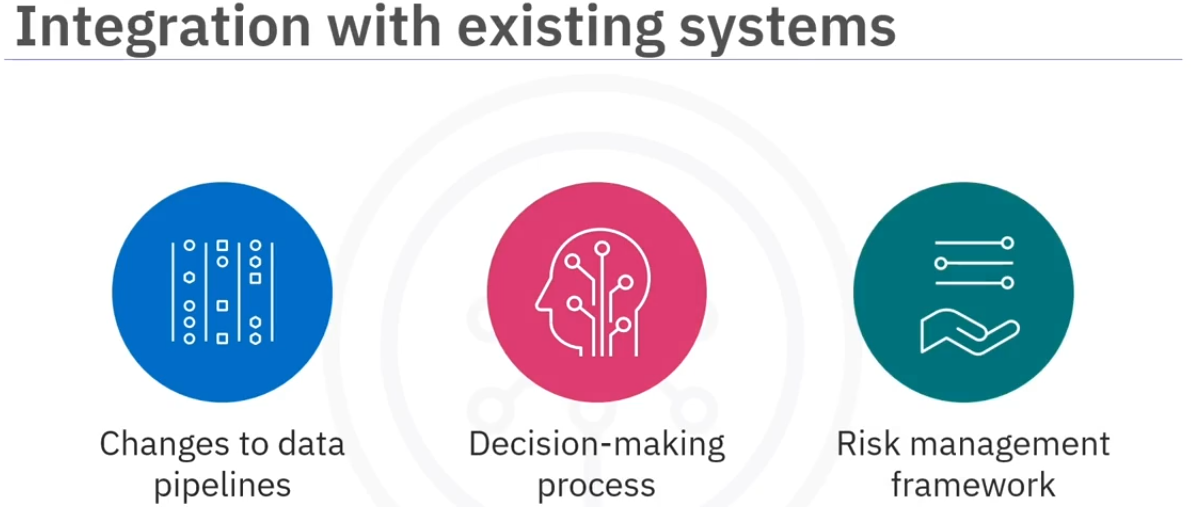 Integration with existing systems
Changes to data
pipelines
Decision-making
process
Risk management
framework